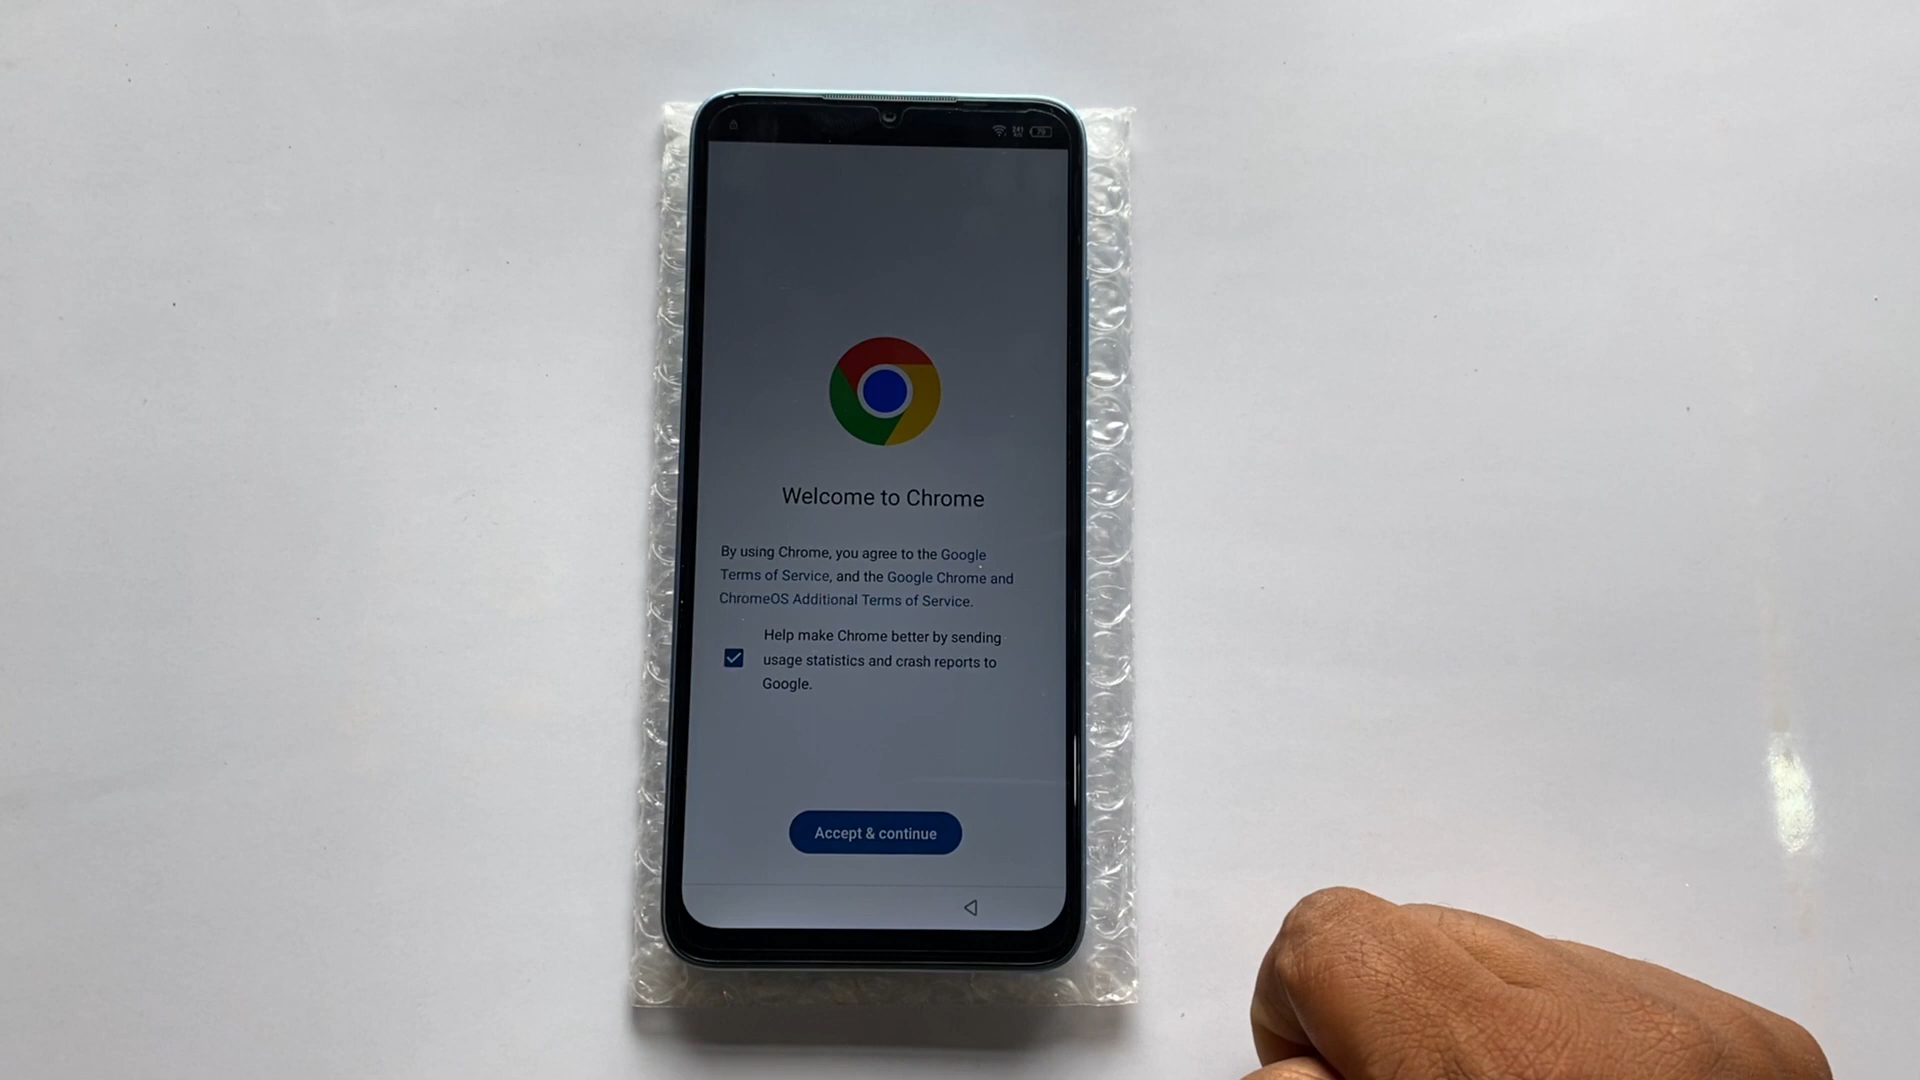 79
Welcome to Chrome
By using Chrome, you agree to the Google
Terms of Service, and the Google Chrome and
ChromeOS Additional Terms of Service.
Help make Chrome better by sending
usage statistics and crash reports to
Google.
Accept & continue